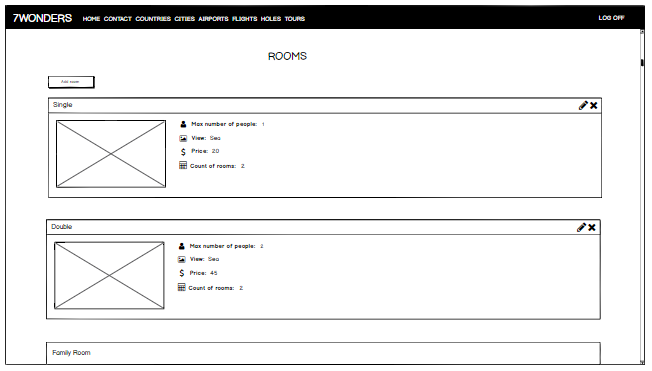 7WONDERS HOME CONTACT COUNTRIES CITIES AIRPORTS FLIGHTS HOLES TOURS LOG OFF
ROOMS
Add room
Single
Max number of people: 1
View: Sea
Price: 20
Count of rooms: 2
Double
Max number of people: 2
View: Sea
Price: 45
Count of rooms: 2
Family Room